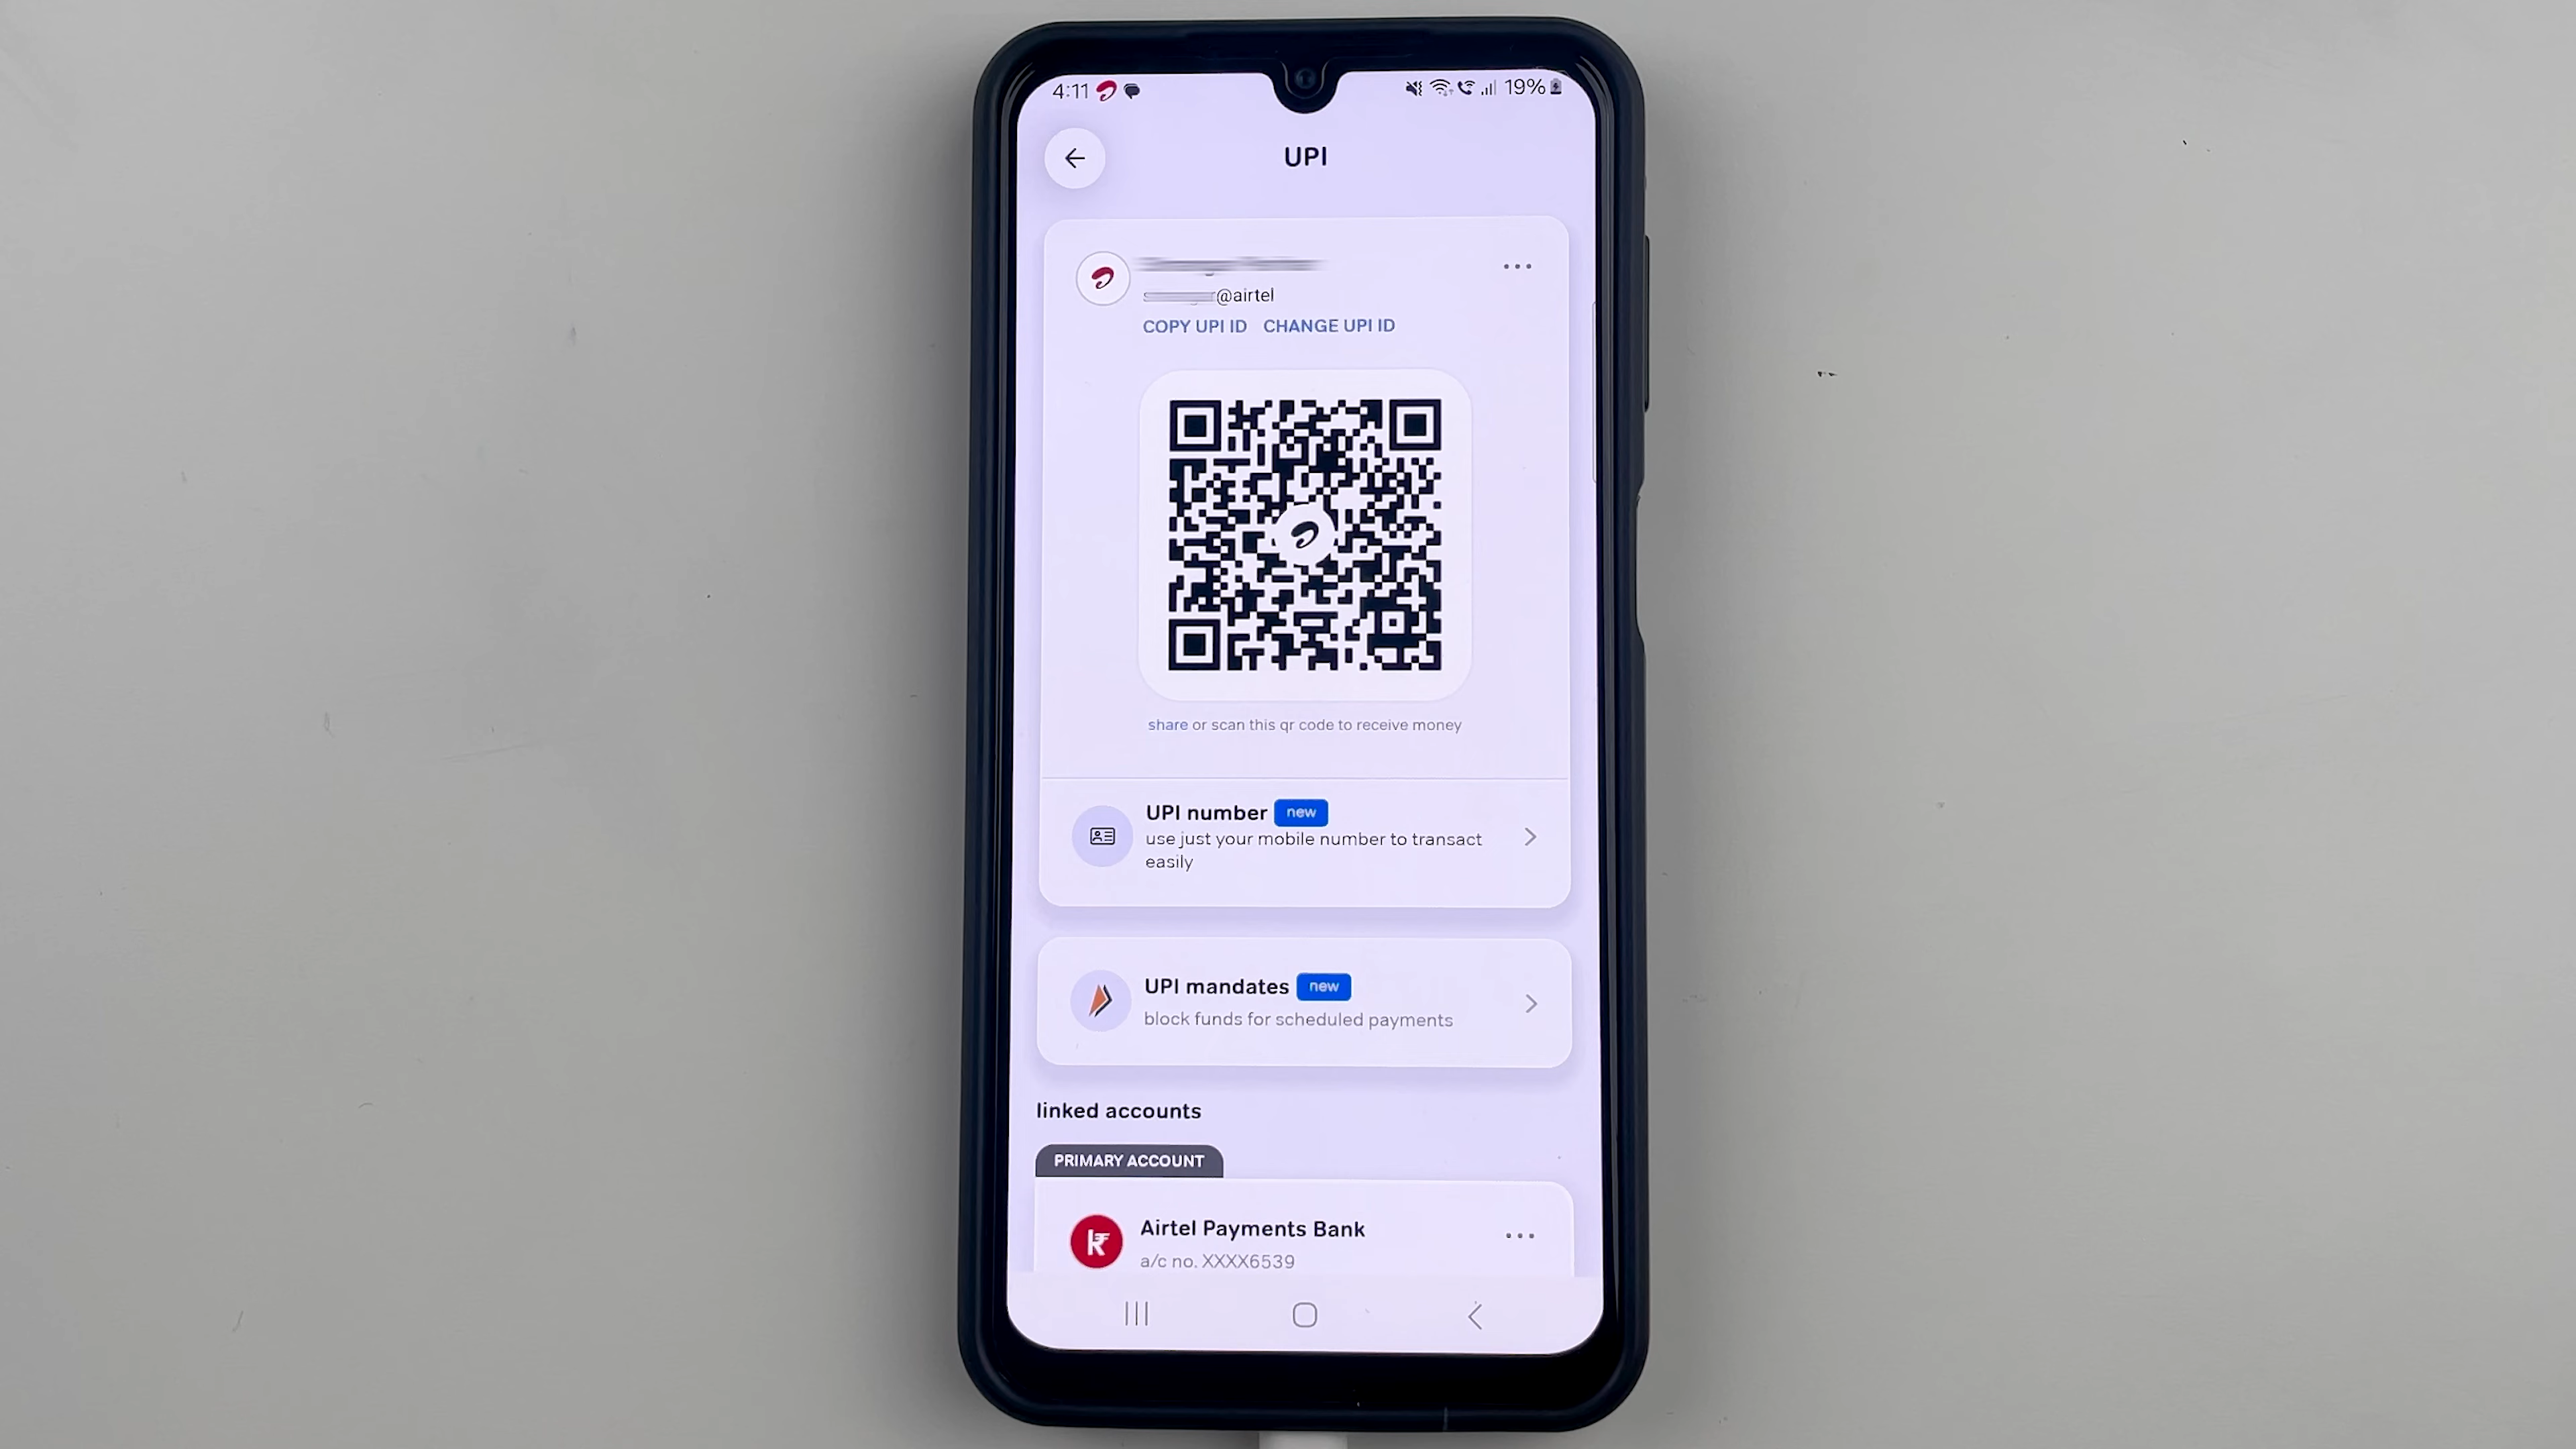 4:11
19%
UPI
@airtel
COPY UPI ID CHANGE UPI ID
share or scan this qr code to receive money
UPI number new
use just your mobile number to transact
easily
UPI mandates new
block funds for scheduled payments
linked accounts
PRIMARY ACCOUNT
Airtel Payments Bank
a/c no. XXXX6539